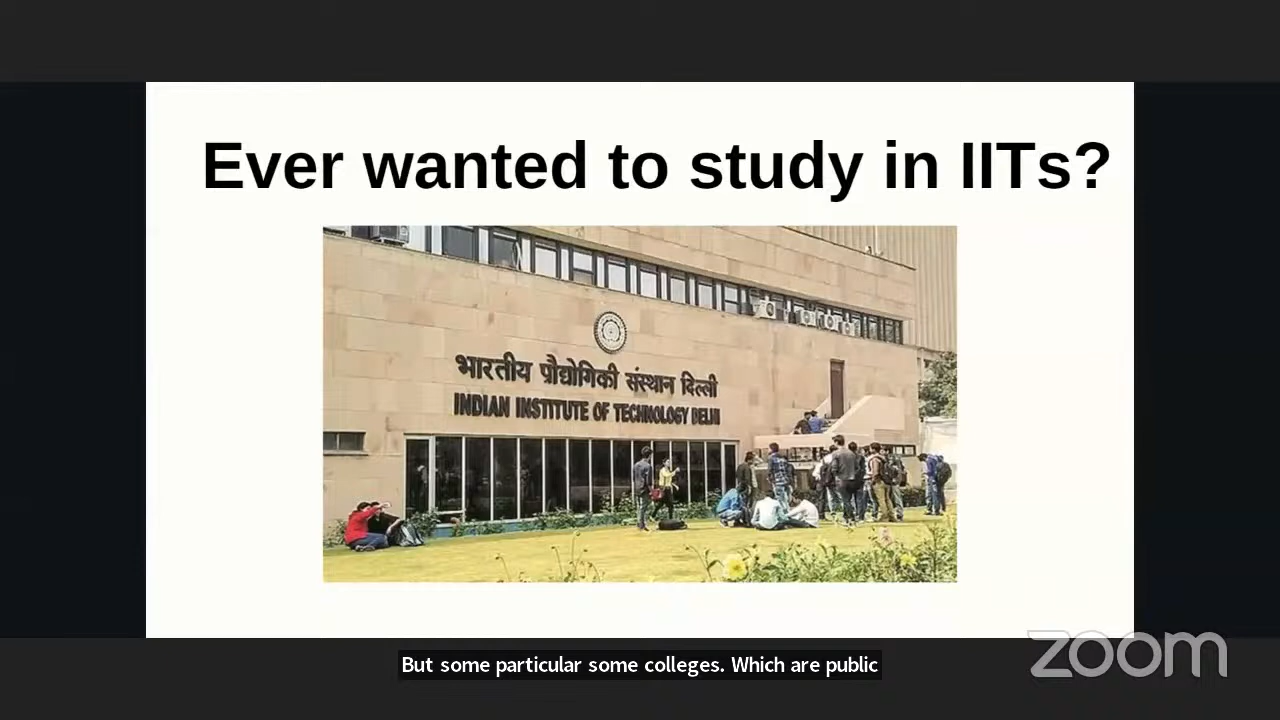 Ever wanted to study in IITs?
भारतीय प्रौद्योगिकी संस्थान दिल्ली
INDIAN INSTITUTE OF TECHNOLOGY DELHI
But some particular some colleges. Which are public
zoom